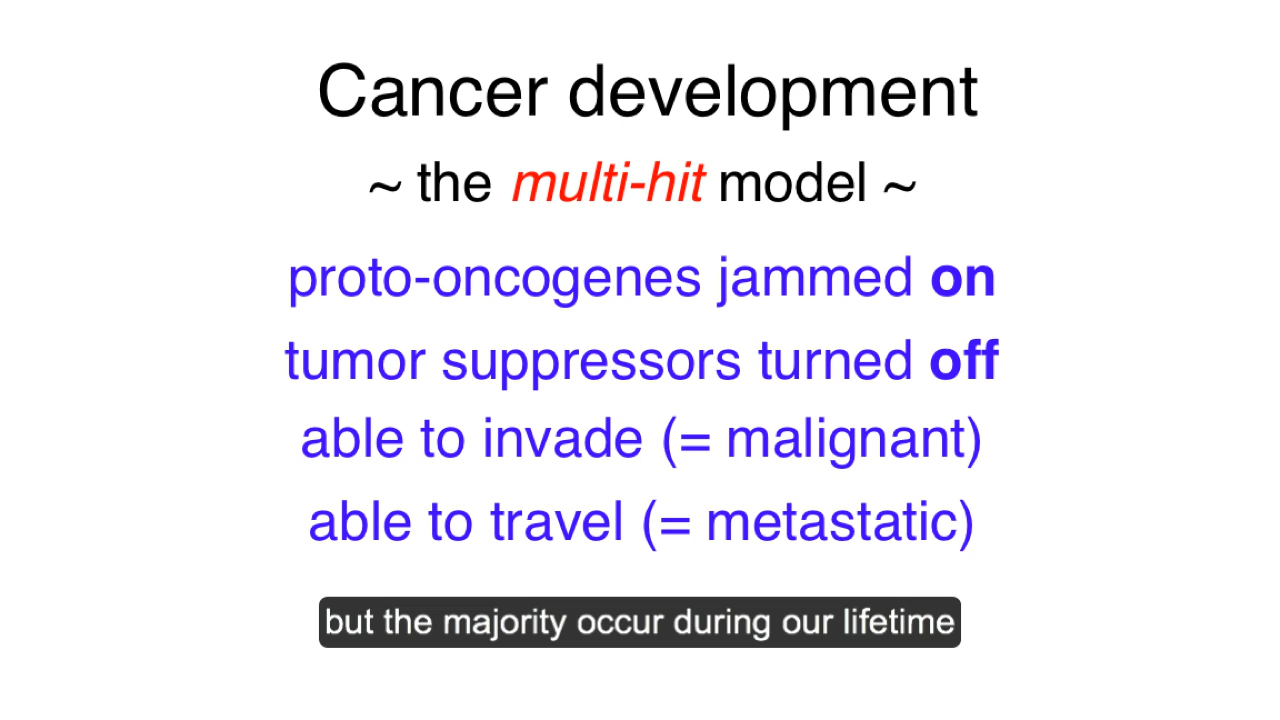 Cancer development
~ the multi-hit model ~
proto-oncogenes jammed on
tumor suppressors turned off
able to invade (= malignant)
able to travel (= metastatic)
but the majority occur during our lifetime